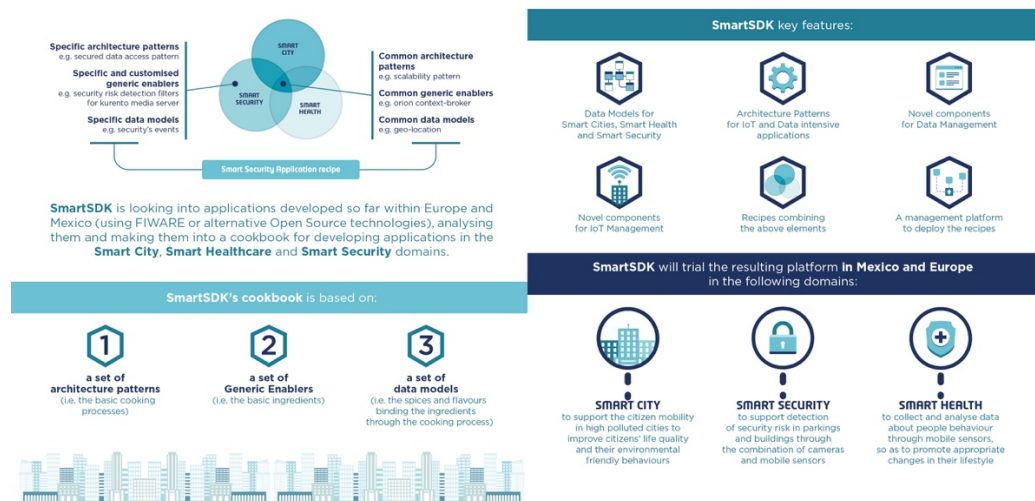 Specific architecture patterns
e.g. secured data access pattern
Specific and customised
generic enablers
e.g. security risk detection filters
for kurento media server
Specific data models
e.g. security's events
SMART
CITY
SMART
SECURITY
SMART
HEALTH
Common architecture
patterns
e.g. scalability pattern
Common generic enablers
e.g. orion context-broker
Common data models
e.g. geo-location
Smart Security Application recipe
SmartSDK is looking into applications developed so far within Europe and
Mexico (using FIWARE or alternative Open Source technologies), analysing
them and making them into a cookbook for developing applications in the
Smart City, Smart Healthcare and Smart Security domains.
SmartSDK's cookbook is based on:
1
a set of
architecture patterns
(i.e. the basic cooking
processes)
2
a set of
Generic Enablers
(i.e. the basic ingredients)
3
a set of
data models
(i.e. the spices and flavours
binding the ingredients
through the cooking process)
SmartSDK key features:
Data Models for
Smart Cities, Smart Health
and Smart Security
Architecture Patterns
for IoT and Data intensive
applications
Novel components
for Data Management
Novel components
for IoT Management
Recipes combining
the above elements
A management platform
to deploy the recipes
SmartSDK will trial the resulting platform in Mexico and Europe
in the following domains:
SMART CITY
to support the citizen mobility
in high polluted cities to
improve citizens' life quality
and their environmental
friendly behaviours
SMART SECURITY
to support detection
of security risk in parkings
and buildings through
the combination of cameras
and mobile sensors
SMART HEALTH
to collect and analyse data
about people behaviour
through mobile sensors,
so as to promote appropriate
changes in their lifestyle